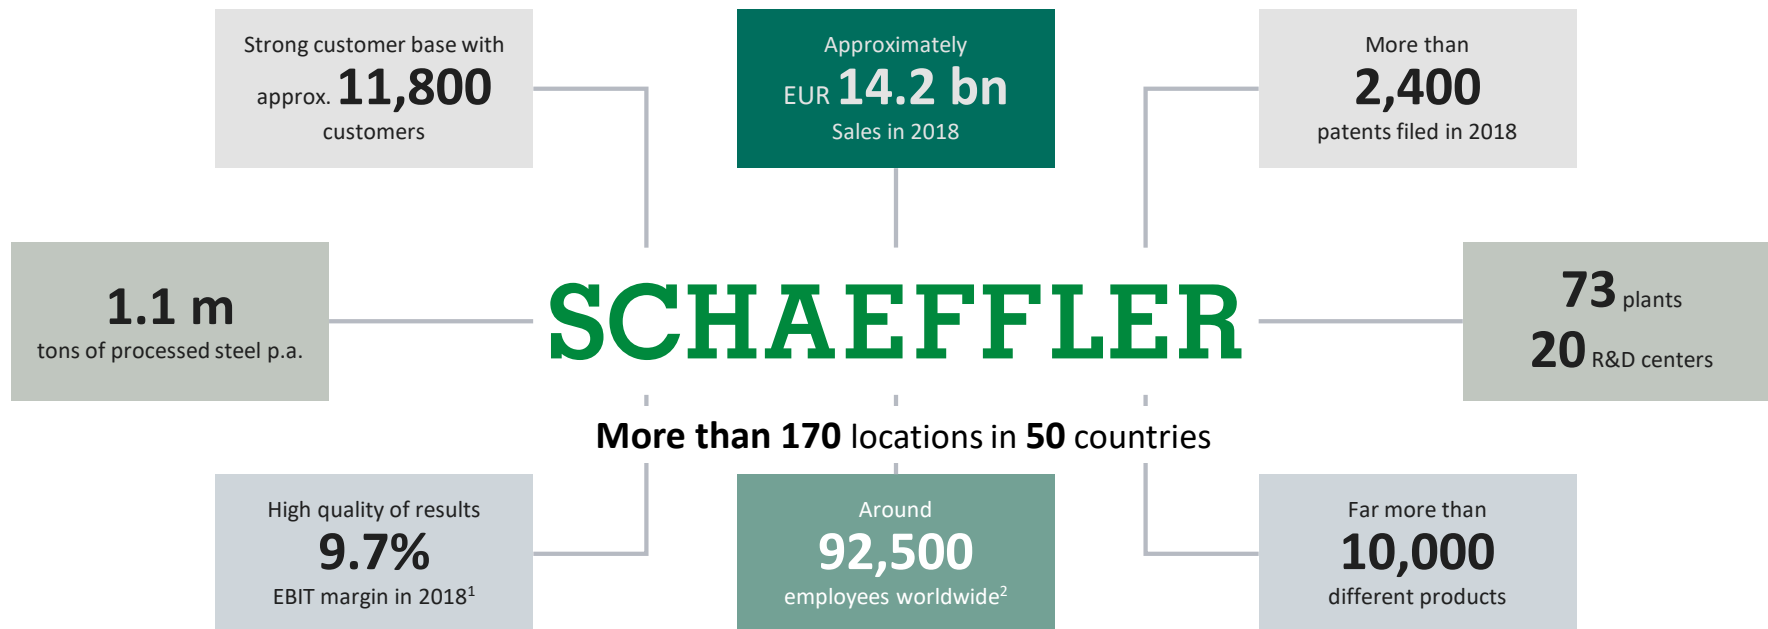 Strong customer base with
approx. 11,800
customers
Approximately
EUR 14.2 bn
Sales in 2018
More than
2,400
patents filed in 2018
1.1 m
tons of processed steel p.a.
SCHAEFFLER
73 plants
20 R&D centers
More than 170 locations in 50 countries
High quality of results
9.7%
EBIT margin in 2018¹
Around
92,500
employees worldwide²
Far more than
10,000
different products